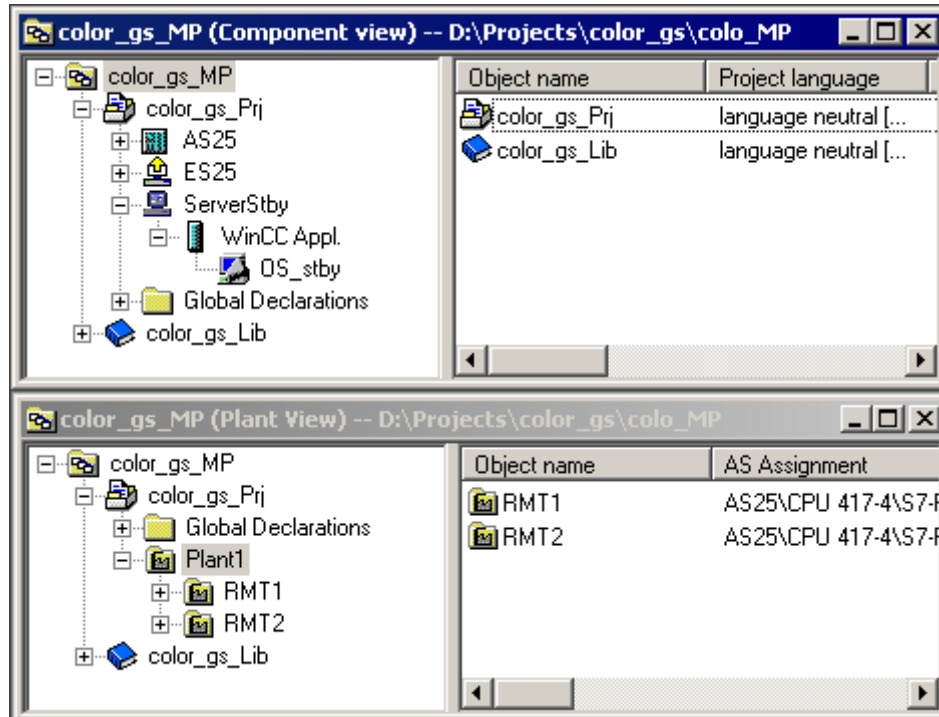 color_gs_MP (Component view) -- D:\Projects\color_gs\colo_MP
color_gs_MP
color_gs_Prj
AS25
ES25
ServerStby
WinCC Appl.
OS_stby
Global Declarations
color_gs_Lib
Object name Project language
color_gs_Prj language neutral [...
color_gs_Lib language neutral [...
color_gs_MP (Plant View) -- D:\Projects\color_gs\colo_MP
color_gs_MP
color_gs_Prj
Global Declarations
Plant1
RMT1
RMT2
color_gs_Lib
Object name AS Assignment
RMT1 AS25\CPU 417-4\S7-P
RMT2 AS25\CPU 417-4\S7-P